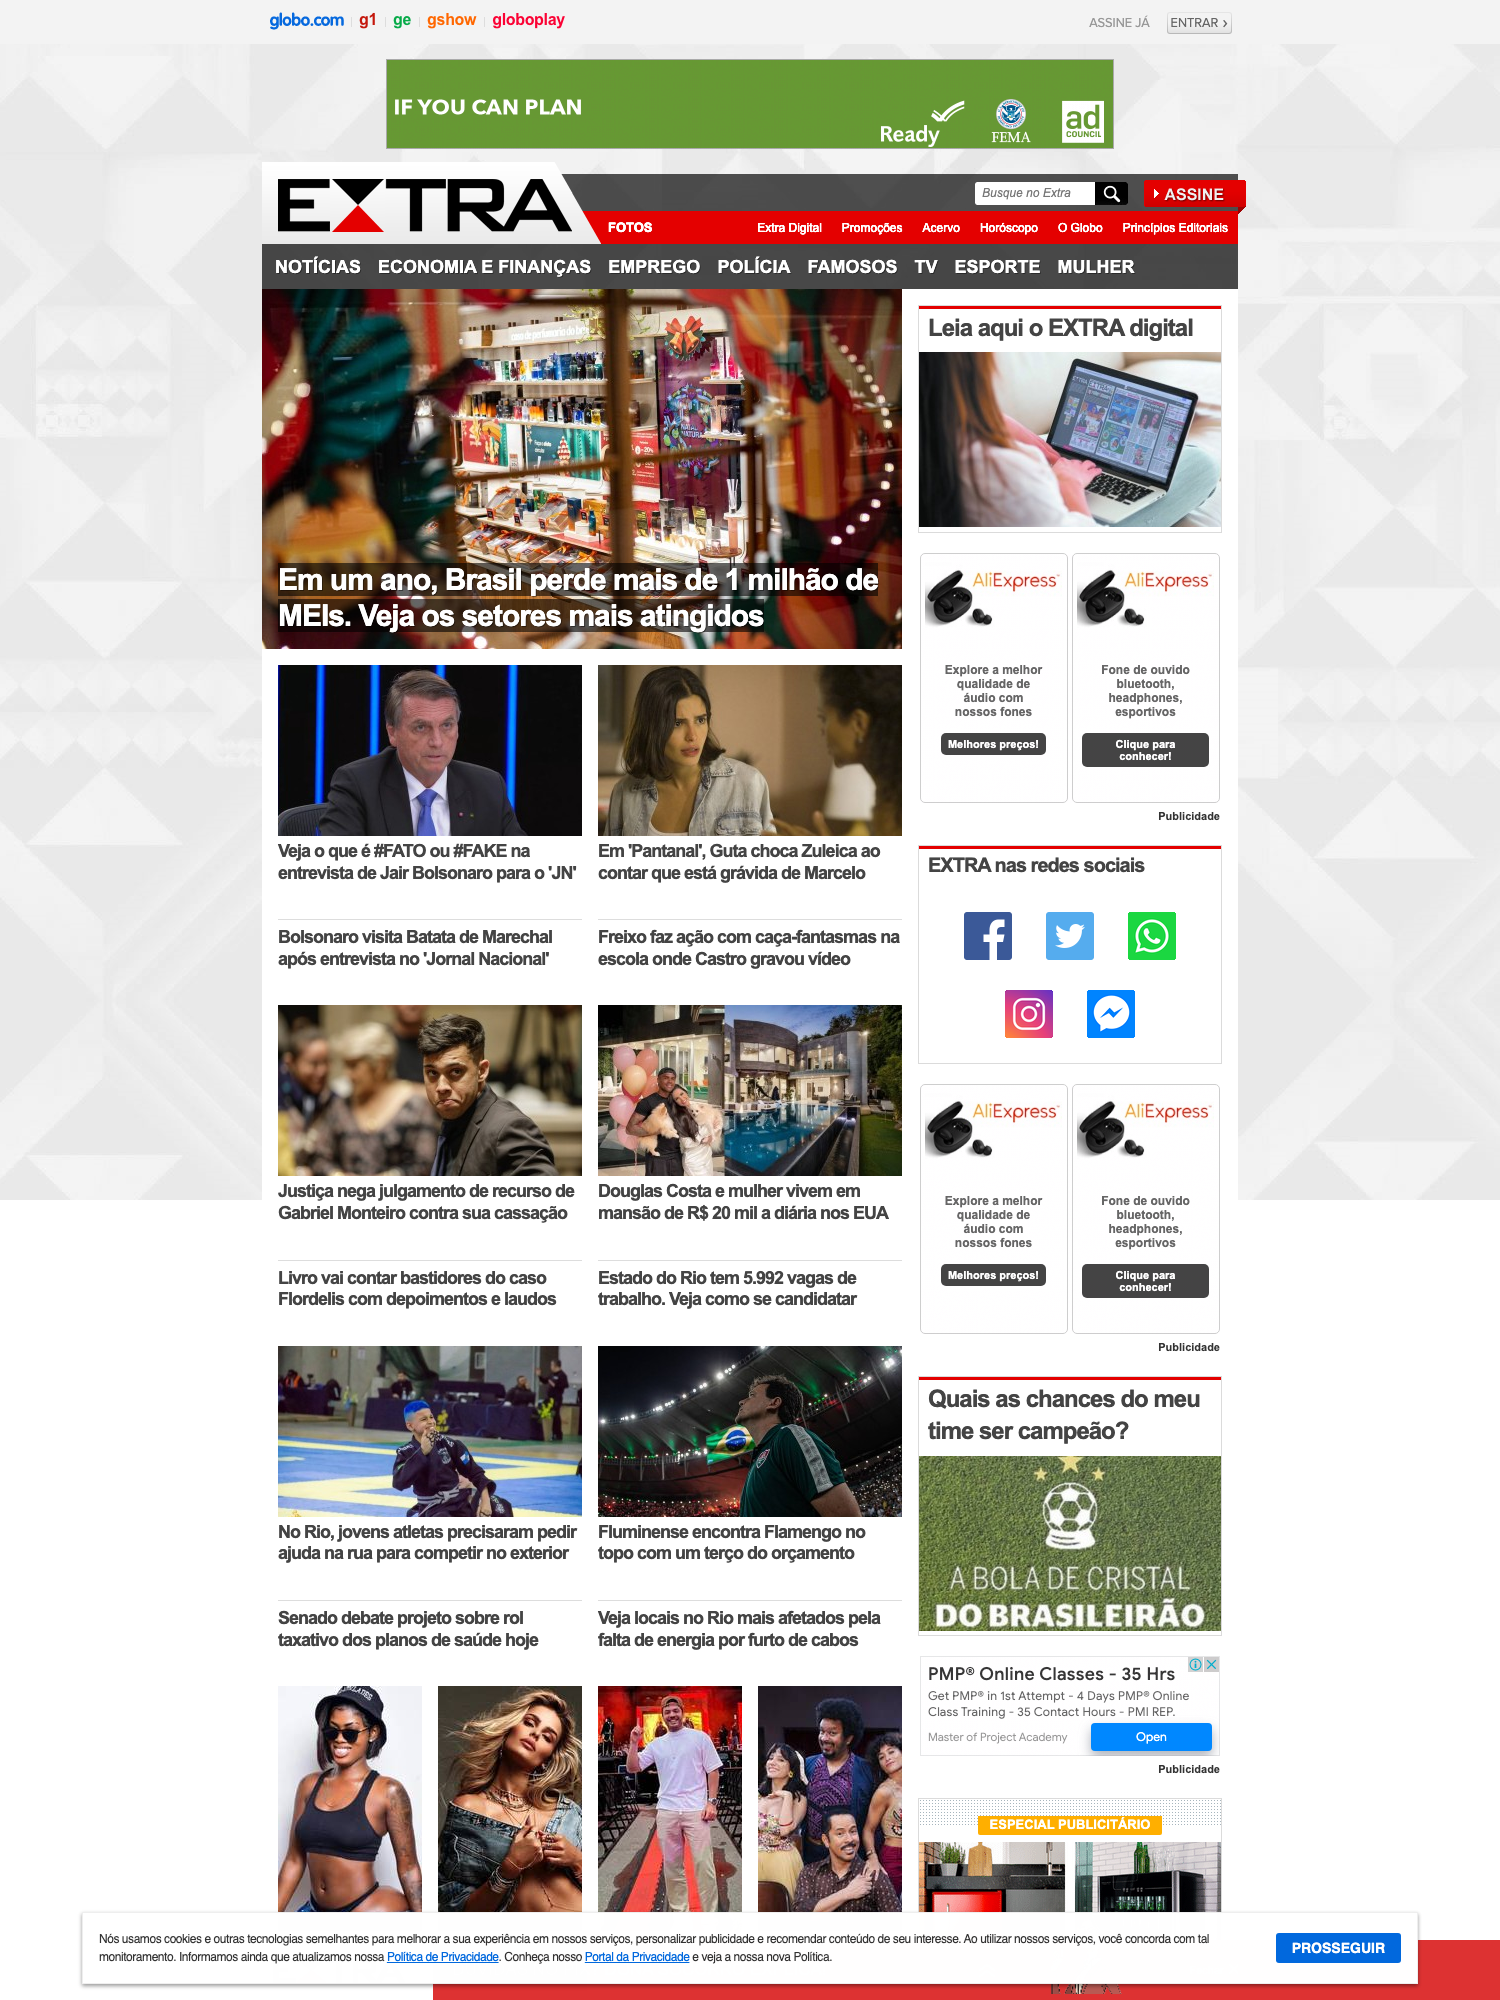 globo.com g1 ge gshow globoplay
ASSINE JÁ
ENTRAR ›
IF YOU CAN PLAN
Ready
FEMA
ad
COUNCIL
EXTRA
Busque no Extra
ASSINE
FOTOS
Extra Digital Promoções Acervo Horóscopo O Globo Princípios Editoriais
NOTÍCIAS ECONOMIA E FINANÇAS EMPREGO POLÍCIA FAMOSOS TV ESPORTE MULHER
Em um ano, Brasil perde mais de 1 milhão de
MEIs. Veja os setores mais atingidos
Veja o que é #FATO ou #FAKE na
entrevista de Jair Bolsonaro para o 'JN'
Em 'Pantanal', Guta choca Zuleica ao
contar que está grávida de Marcelo
Bolsonaro visita Batata de Marechal
após entrevista no 'Jornal Nacional'
Freixo faz ação com caça-fantasmas na
escola onde Castro gravou vídeo
Justiça nega julgamento de recurso de
Gabriel Monteiro contra sua cassação
Douglas Costa e mulher vivem em
mansão de R$ 20 mil a diária nos EUA
Livro vai contar bastidores do caso
Flordelis com depoimentos e laudos
Estado do Rio tem 5.992 vagas de
trabalho. Veja como se candidatar
No Rio, jovens atletas precisaram pedir
ajuda na rua para competir no exterior
Fluminense encontra Flamengo no
topo com um terço do orçamento
Senado debate projeto sobre rol
taxativo dos planos de saúde hoje
Veja locais no Rio mais afetados pela
falta de energia por furto de cabos
Leia aqui o EXTRA digital
AliExpress
Explore a melhor
qualidade de
áudio com
nossos fones
Melhores preços!
AliExpress
Fone de ouvido
bluetooth,
headphones,
esportivos
Clique para
conhecer!
Publicidade
EXTRA nas redes sociais
AliExpress
Explore a melhor
qualidade de
áudio com
nossos fones
Melhores preços!
AliExpress
Fone de ouvido
bluetooth,
headphones,
esportivos
Clique para
conhecer!
Publicidade
Quais as chances do meu
time ser campeão?
A BOLA DE CRISTAL
DO BRASILEIRÃO
PMP® Online Classes - 35 Hrs
Get PMP® in 1st Attempt - 4 Days PMP® Online
Class Training - 35 Contact Hours - PMI REP.
Master of Project Academy
Open
Publicidade
ESPECIAL PUBLICITÁRIO
Nós usamos cookies e outras tecnologias semelhantes para melhorar a sua experiência em nossos serviços, personalizar publicidade e recomendar conteúdo de seu interesse. Ao utilizar nossos serviços, você concorda com tal
monitoramento. Informamos ainda que atualizamos nossa Política de Privacidade. Conheça nosso Portal da Privacidade e veja a nossa nova Política.
PROSSEGUIR